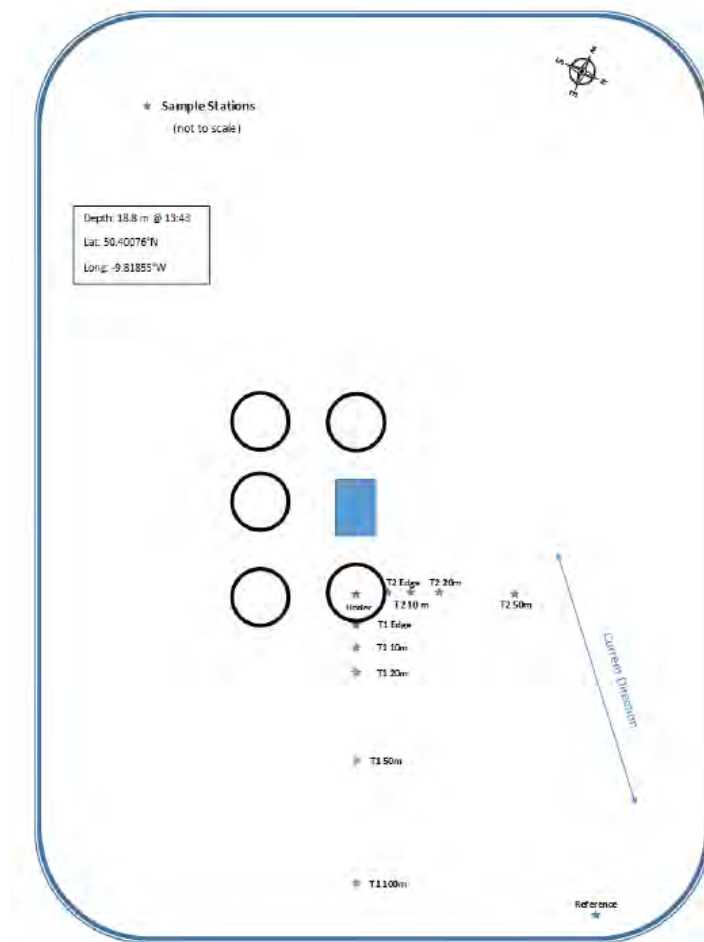 Sample Stations
(not to scale)
Depth: 18.8 m @ 13:43
Lat: 50.40076°N
Long: -9.81855°W
T2 Edge
T2 20m
Under
T2 10 m
T2 50m
T1 Edge
T1 10m
T1 20m
Current Direction
T1 50m
T1 100m
Reference